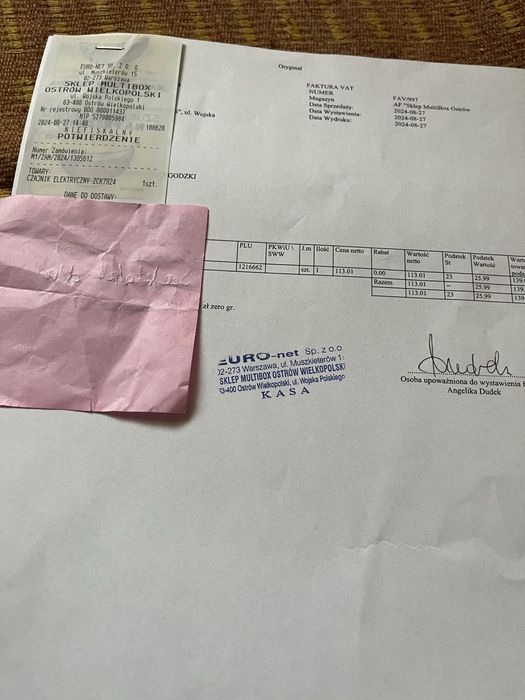 EURO-NET SP. Z O.O.
ul. Muszkieterów 15
02-273 Warszawa
SKLEP MULTIBOX
OSTRÓW WIELKOPOLSKI
ul. Wojska Polskiego 1
63-400 Ostrów Wielkopolski
Nr rejestrowy BDO 000011437
NIP 5270005984
2024-08-27 14:40 186628
NIEFISKALNY
POTWIERDZENIE
Numer Zamówienia:
M1/ZAM/2024/1395612
TOWARY:
CZAJNIK ELEKTRYCZNY ZCK7924 1szt.
DANE DO DOSTAWY:
Oryginał
FAKTURA VAT
NUMER FAV/997
Magazyn AF "Sklep MultiBox Ostrów
Data Sprzedaży: 2024-08-27
Data Wystawienia: 2024-08-27
Data Wydruku: 2024-08-27
", ul. Wojska
GODZKI
PLU PKWiU \ SWW J.m Ilość Cena netto Rabat Wartość netto Podatek St Podatek Wartość
1216662 szt. 1 113,01 0.00 113,01 23 25,99 139,
Razem 113,01 -- 25,99 139,
113,01 23 25,99 139,
zł zero gr.
EURO-net Sp. z o.o
02-273 Warszawa, ul. Muszkieterów 1
SKLEP MULTIBOX OSTRÓW WIELKOPOLSKI
63-400 Ostrów Wielkopolski, ul. Wojska Polskiego
KASA
Dudek
Osoba upoważniona do wystawienia f
Angelika Dudek